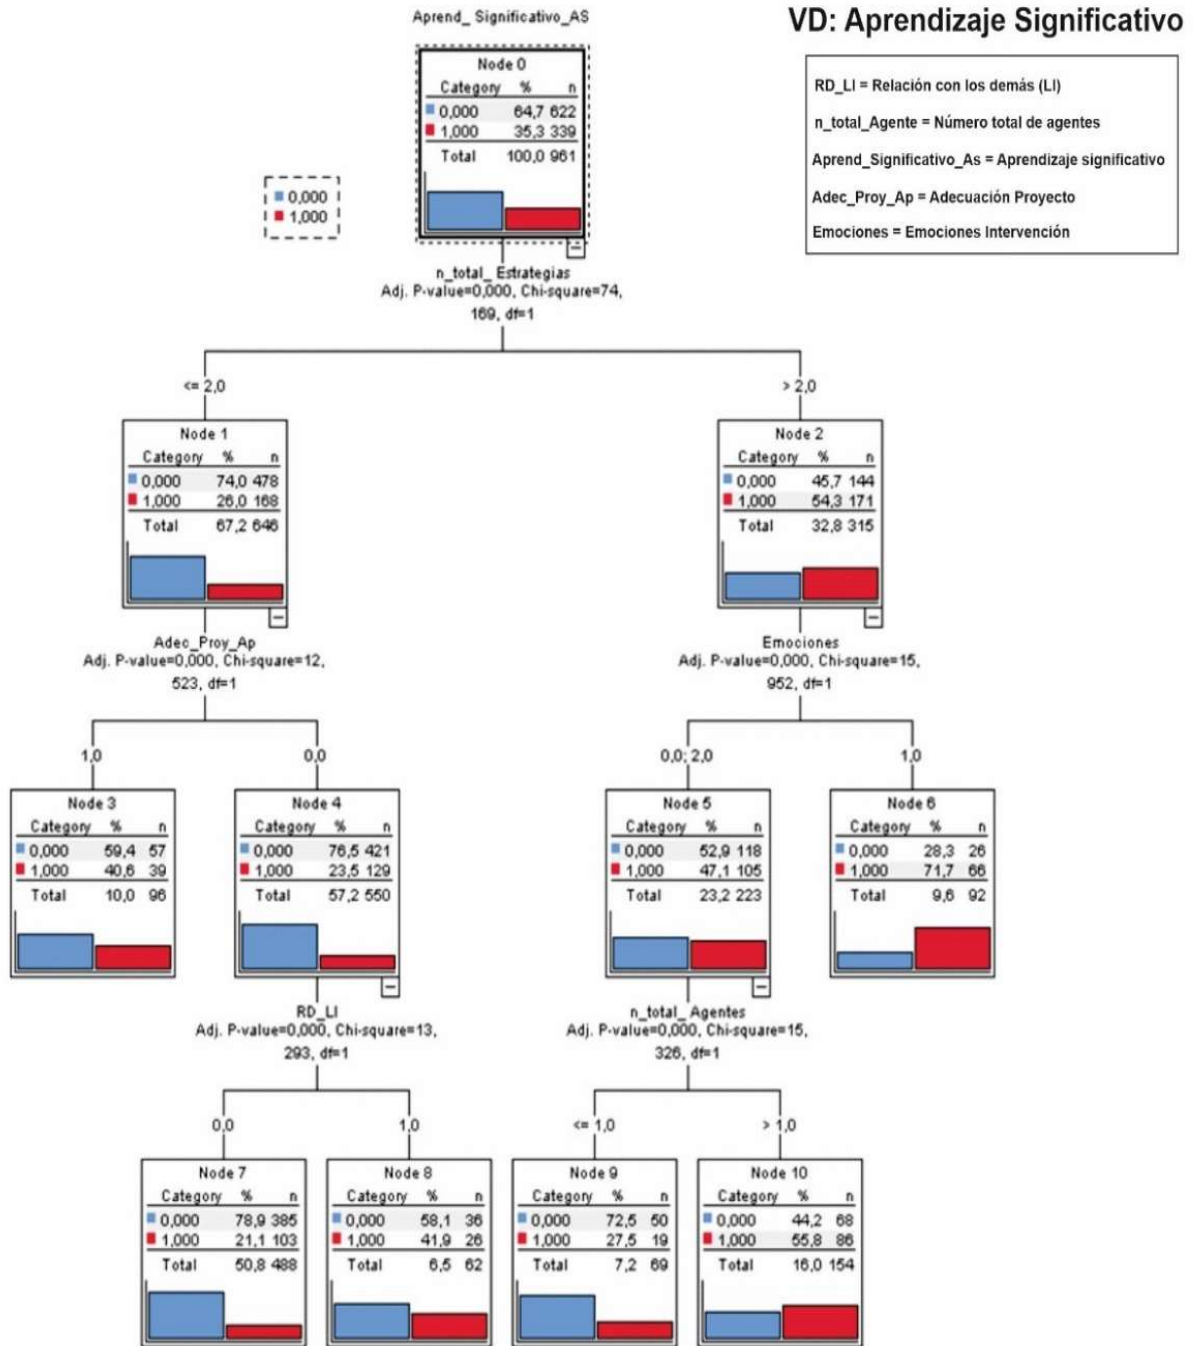 Aprend_ Significativo_AS
VD: Aprendizaje Significativo
RD_LI = Relación con los demás (LI)
n_total_Agente = Número total de agentes
Aprend_Significativo_As = Aprendizaje significativo
Adec_Proy_Ap = Adecuación Proyecto
Emociones = Emociones Intervención
Node 0
Category % n
0,000 64,7 622
1,000 35,3 339
Total 100,0 961
0,000
1,000
n_total_ Estrategias
Adj. P-value=0,000, Chi-square=74,
169, df=1
<= 2,0
> 2,0
Node 1
Category % n
0,000 74,0 478
1,000 26,0 168
Total 67,2 646
Node 2
Category % n
0,000 45,7 144
1,000 54,3 171
Total 32,8 315
Adec_Proy_Ap
Adj. P-value=0,000, Chi-square=12,
523, df=1
Emociones
Adj. P-value=0,000, Chi-square=15,
952, df=1
1,0
0,0
0,0; 2,0
1,0
Node 3
Category % n
0,000 59,4 57
1,000 40,6 39
Total 10,0 96
Node 4
Category % n
0,000 76,5 421
1,000 23,5 129
Total 57,2 550
Node 5
Category % n
0,000 52,9 118
1,000 47,1 105
Total 23,2 223
Node 6
Category % n
0,000 28,3 26
1,000 71,7 66
Total 9,6 92
RD_LI
Adj. P-value=0,000, Chi-square=13,
293, df=1
n_total_ Agentes
Adj. P-value=0,000, Chi-square=15,
326, df=1
0,0
1,0
<= 1,0
> 1,0
Node 7
Category % n
0,000 78,9 385
1,000 21,1 103
Total 50,8 488
Node 8
Category % n
0,000 58,1 36
1,000 41,9 26
Total 6,5 62
Node 9
Category % n
0,000 72,5 50
1,000 27,5 19
Total 7,2 69
Node 10
Category % n
0,000 44,2 68
1,000 55,8 86
Total 16,0 154